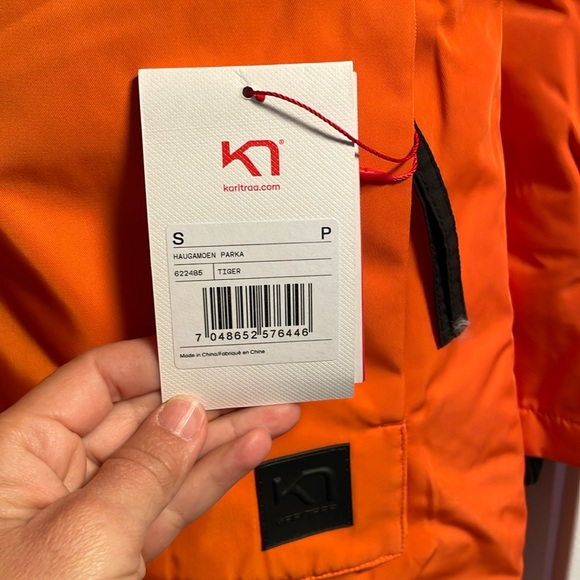 karitraa.com
S P
HAUGAMOEN PARKA
622485 TIGER
7 048652 576446
Made in China/Fabriqué en Chine
KARI TRAA